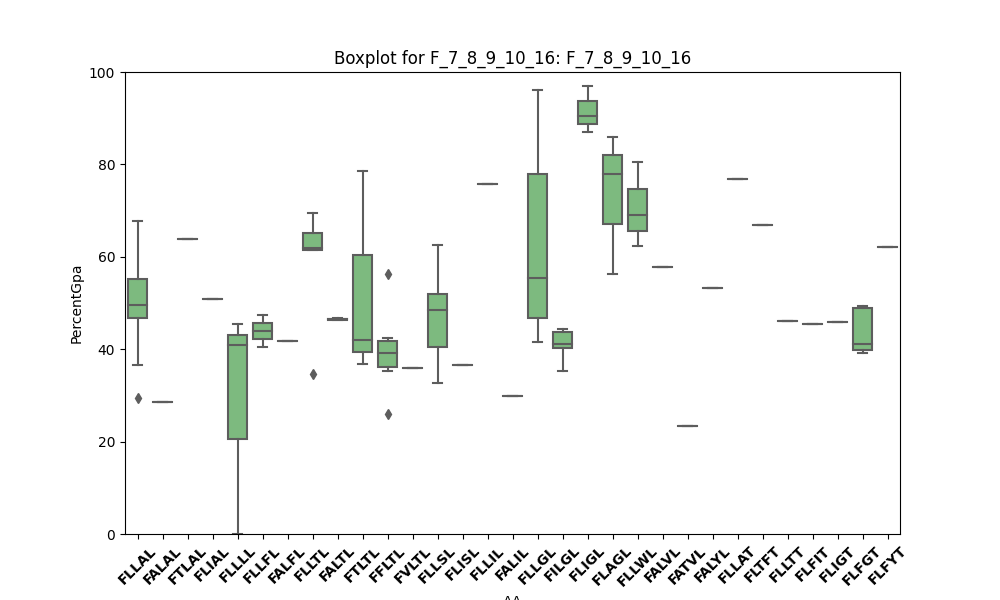 Boxplot for F_7_8_9_10_16: F_7_8_9_10_16
100
80
60
40
20
0
PercentGpa
FLLAL
FALAL
FTLAL
FLIAL
FLLLL
FLLFL
FALFL
FLLTL
FALTL
FTLTL
FFLTL
FVLTL
FLLSL
FLISL
FLLIL
FALIL
FLLGL
FILGL
FLIGL
FLAGL
FLLWL
FALVL
FATVL
FALYL
FLLAT
FLTFT
FLLTT
FLFIT
FLIGT
FLFGT
FLFYT
AA